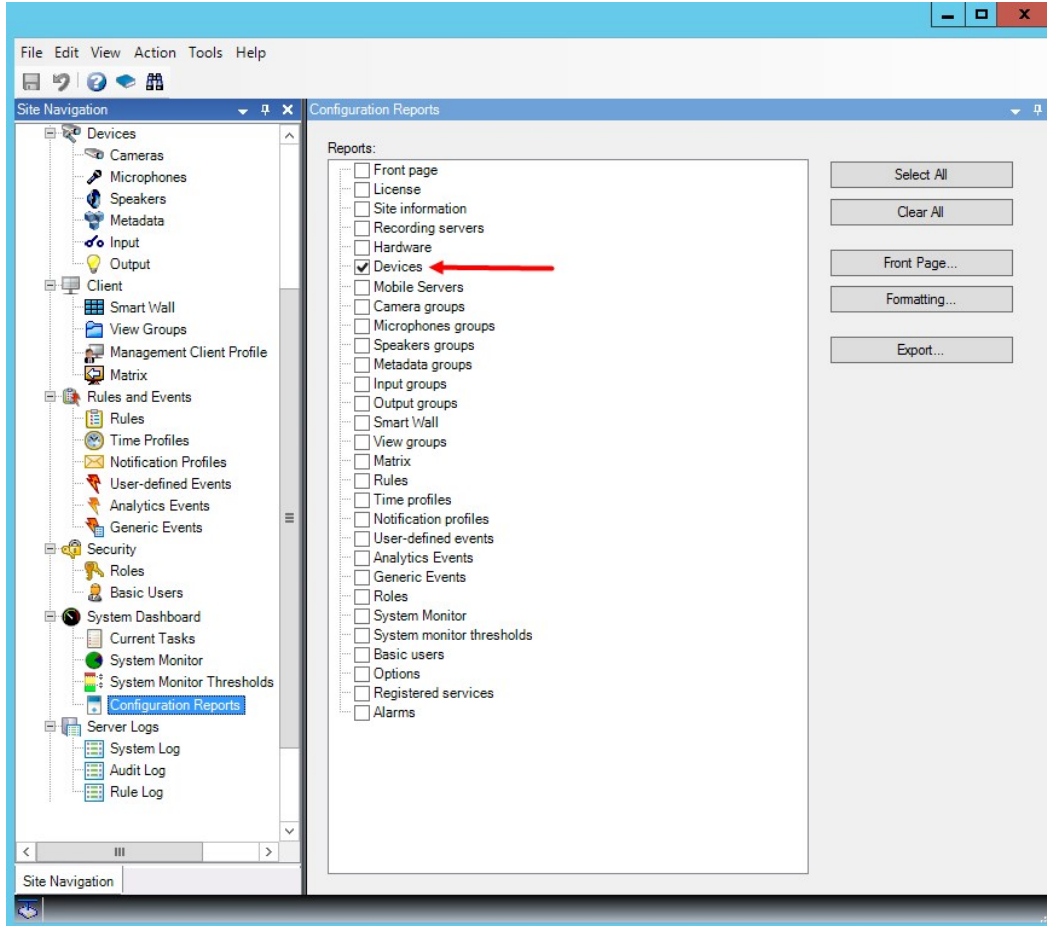 File Edit View Action Tools Help
Site Navigation
Devices
Cameras
Microphones
Speakers
Metadata
Input
Output
Client
Smart Wall
View Groups
Management Client Profile
Matrix
Rules and Events
Rules
Time Profiles
Notification Profiles
User-defined Events
Analytics Events
Generic Events
Security
Roles
Basic Users
System Dashboard
Current Tasks
System Monitor
System Monitor Thresholds
Configuration Reports
Server Logs
System Log
Audit Log
Rule Log
Site Navigation
Configuration Reports
Reports:
Front page
License
Site information
Recording servers
Hardware
Devices
Mobile Servers
Camera groups
Microphones groups
Speakers groups
Metadata groups
Input groups
Output groups
Smart Wall
View groups
Matrix
Rules
Time profiles
Notification profiles
User-defined events
Analytics Events
Generic Events
Roles
System Monitor
System monitor thresholds
Basic users
Options
Registered services
Alarms
Select All
Clear All
Front Page...
Formatting...
Export...